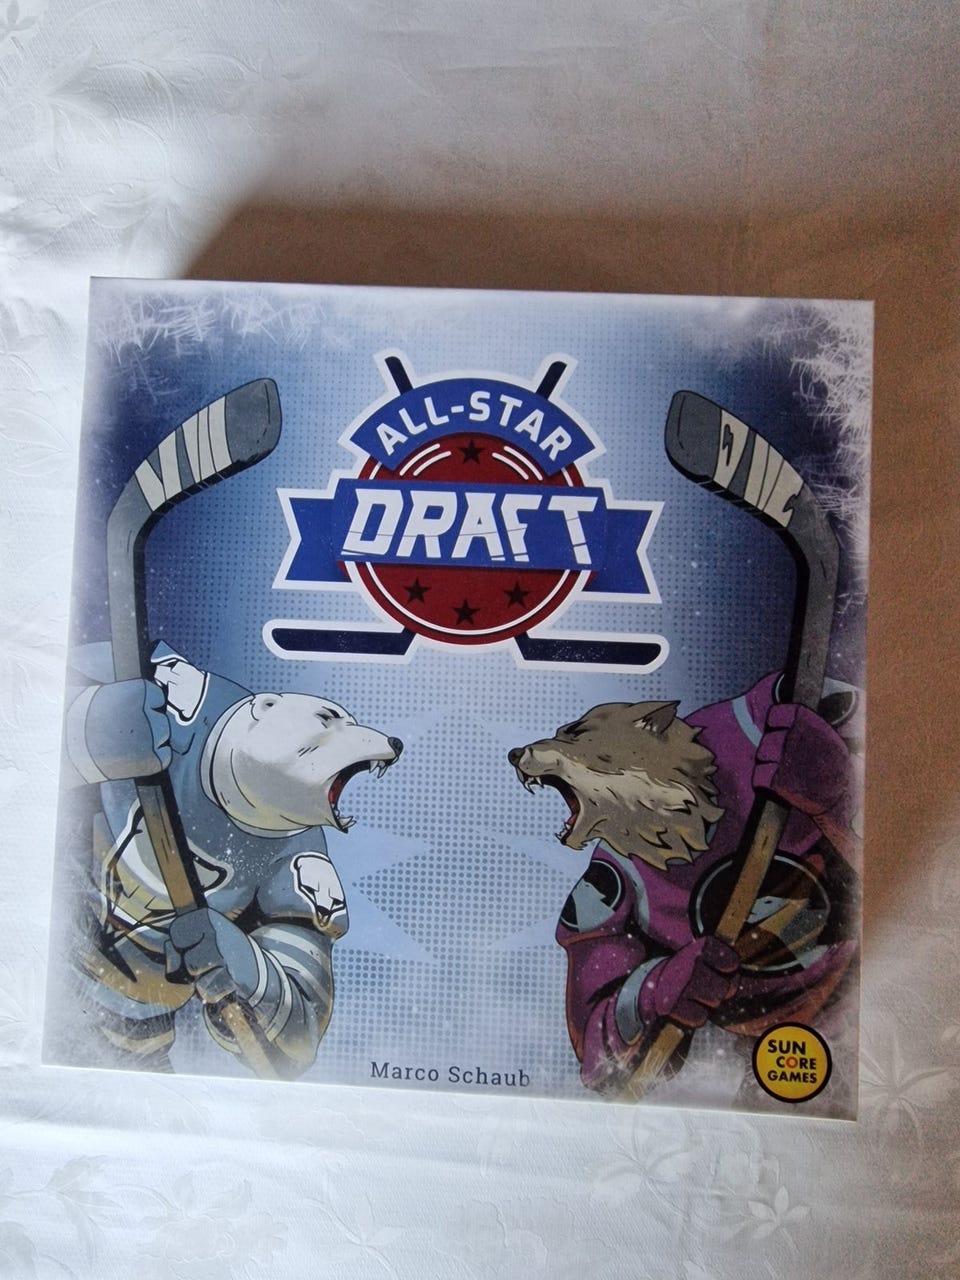 ALL-STAR
DRAFT
Marco Schaub
SUN
CORE
GAMES